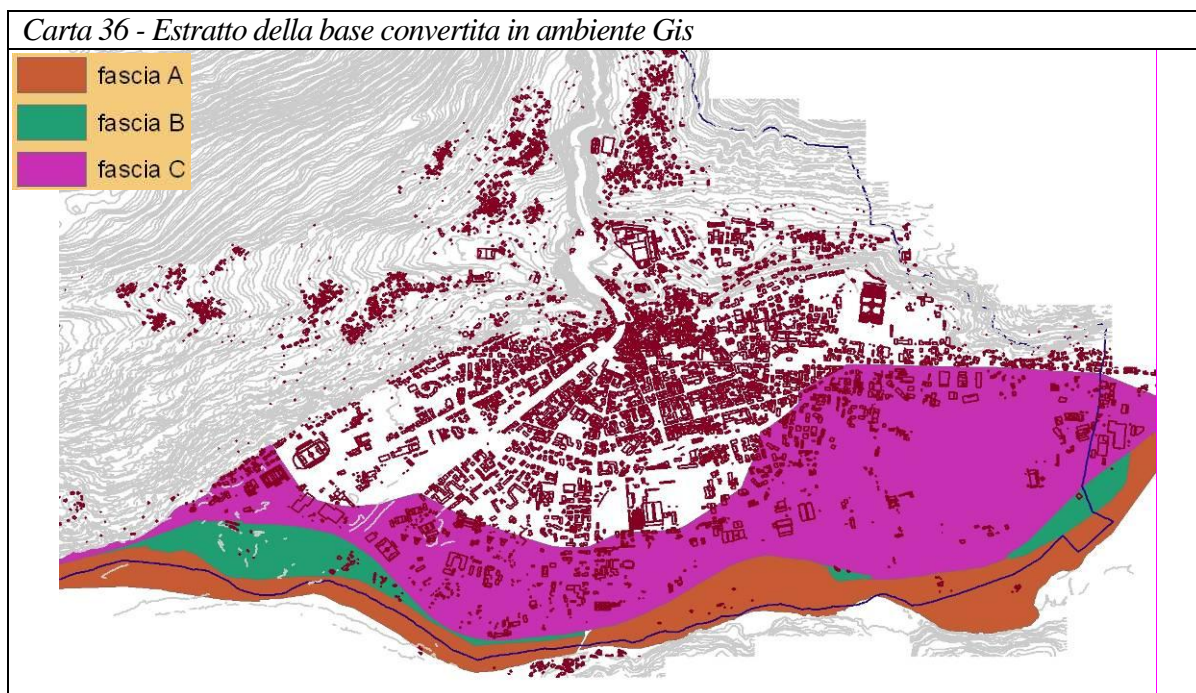 Carta 36 - Estratto della base convertita in ambiente Gis
fascia A
fascia B
fascia C